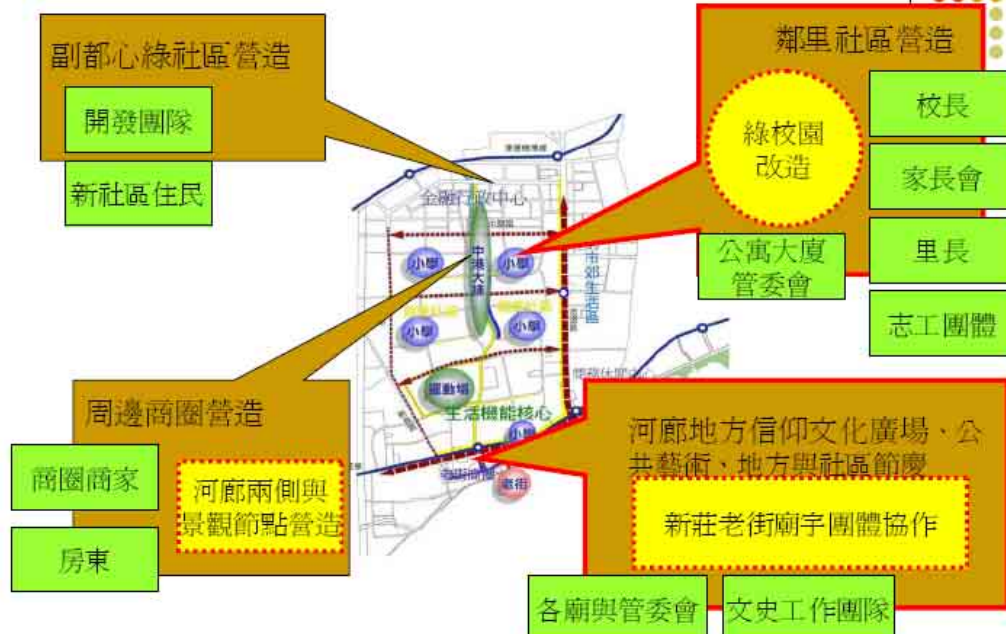 副都心綠社區營造
開發團隊
新社區住民
鄰里社區營造
綠校園
改造
校長
家長會
里長
志工團體
公寓大廈
管委會
金融行政中心
中港大排
小學
小學
小學
小學
運動場
生活機能核心
小學
老街
市郊生活區
周邊商圈營造
商圈商家
房東
河廊兩側與
景觀節點營造
河廊地方信仰文化廣場、公
共藝術、地方與社區節慶
新莊老街廟宇團體協作
各廟與管委會
文史工作團隊